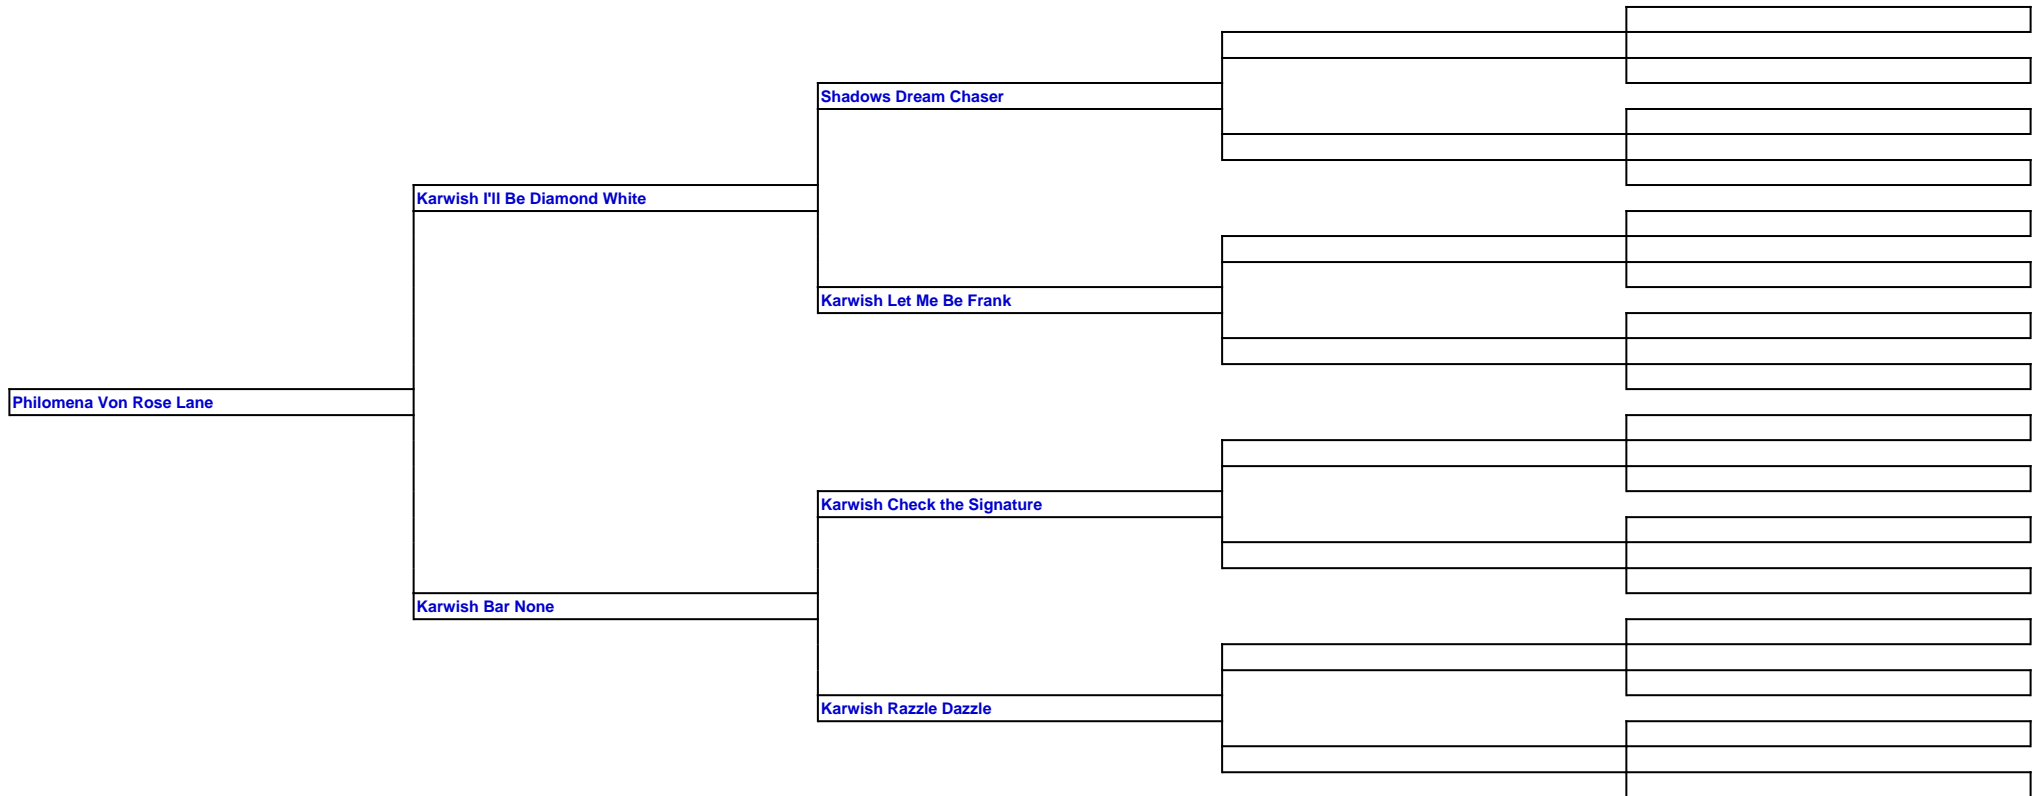 Shadows Dream Chaser
Karwish I'll Be Diamond White
Karwish Let Me Be Frank
Philomena Von Rose Lane
Karwish Check the Signature
Karwish Bar None
Karwish Razzle Dazzle